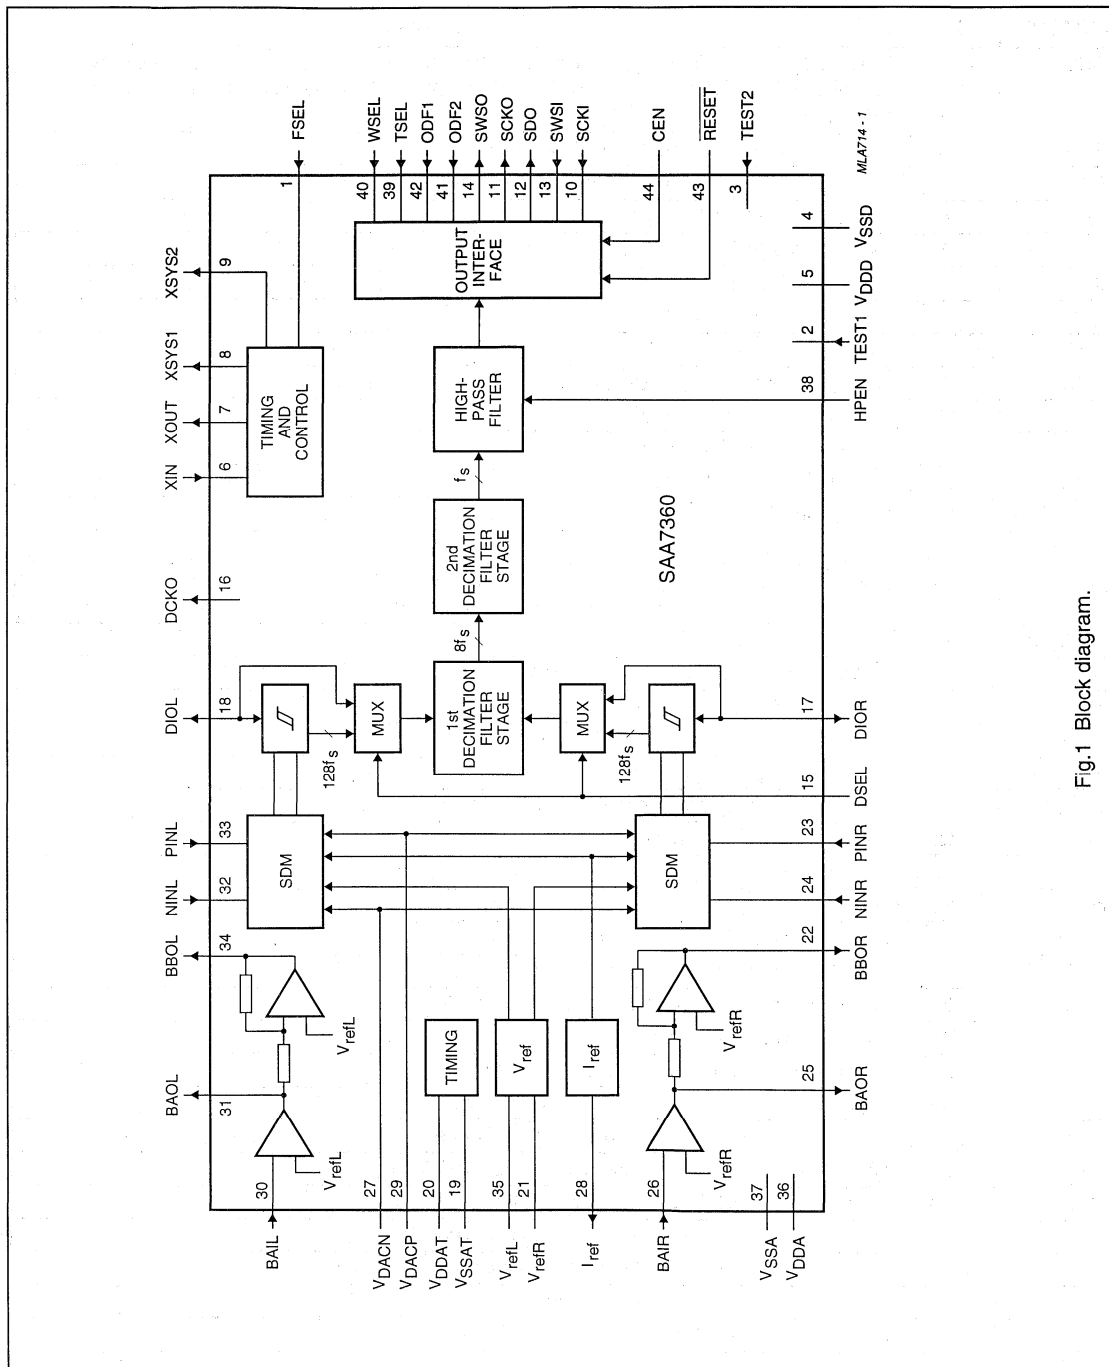 XIN
XOUT
XSYS1
XSYS2
6
7
8
9
TIMING
AND
CONTROL
1
FSEL
DCKO
16
DIOL
18
128fs
MUX
PINL
33
NINL
32
SDM
BBOL
34
BAOL
31
VrefL
VrefL
BAIL
30
VDACN
27
VDACP
29
VDDAT
20
VSSAT
19
TIMING
VrefL
35
VrefR
21
Vref
Iref
28
Iref
BAIR
26
VrefR
VrefR
VSSA
37
VDDA
36
25
BAOR
22
BBOR
SDM
24
NINR
23
PINR
15
DSEL
128fs
MUX
17
DIOR
1st
DECIMATION
FILTER
STAGE
8fs
2nd
DECIMATION
FILTER
STAGE
fs
HIGH-
PASS
FILTER
OUTPUT
INTER-
FACE
40
WSEL
39
TSEL
42
ODF1
41
ODF2
14
SWSO
11
SCKO
12
SDO
13
SWSI
10
SCKI
44
CEN
43
RESET
3
TEST2
SAA7360
38
HPEN
2
TEST1
5
VDDD
4
VSSD
MLA714 - 1
Fig.1 Block diagram.